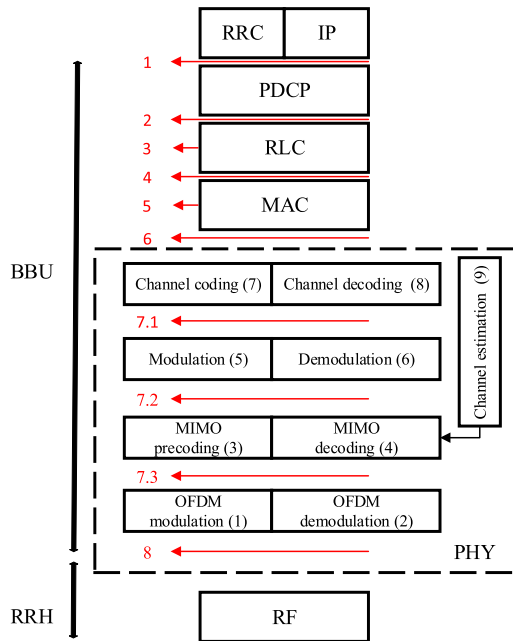 RRC IP
1
PDCP
2
3 RLC
4
5 MAC
6
BBU
Channel coding (7) Channel decoding (8)
Channel estimation (9)
7.1
Modulation (5) Demodulation (6)
7.2
MIMO precoding (3) MIMO decoding (4)
7.3
OFDM modulation (1) OFDM demodulation (2)
8 PHY
RRH RF